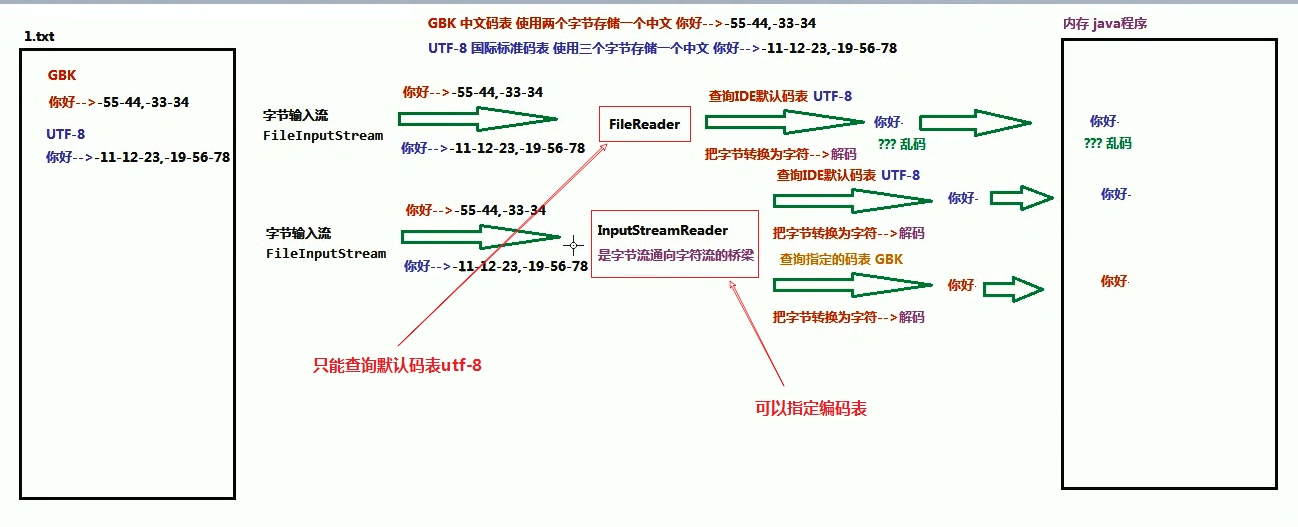 GBK 中文码表 使用两个字节存储一个中文 你好-->-55-44,-33-34
UTF-8 国际标准码表 使用三个字节存储一个中文 你好-->-11-12-23,-19-56-78
内存 java程序
1.txt
GBK
你好-->-55-44,-33-34
UTF-8
你好-->-11-12-23,-19-56-78
字节输入流
FileInputStream
你好-->-55-44,-33-34
你好-->-11-12-23,-19-56-78
FileReader
查询IDE默认码表 UTF-8
把字节转换为字符-->解码
你好-
??? 乱码
你好-
??? 乱码
字节输入流
FileInputStream
你好-->-55-44,-33-34
你好-->-11-12-23,-19-56-78
InputStreamReader
是字节流通向字符流的桥梁
查询IDE默认码表 UTF-8
把字节转换为字符-->解码
你好-
你好-
查询指定的码表 GBK
把字节转换为字符-->解码
你好-
你好-
只能查询默认码表utf-8
可以指定编码表